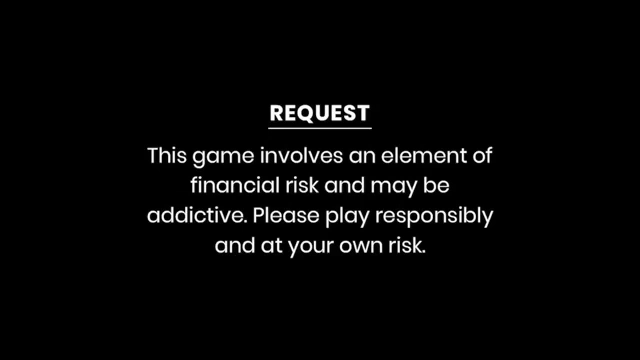 REQUEST
This game involves an element of
financial risk and may be
addictive. Please play responsibly
and at your own risk.